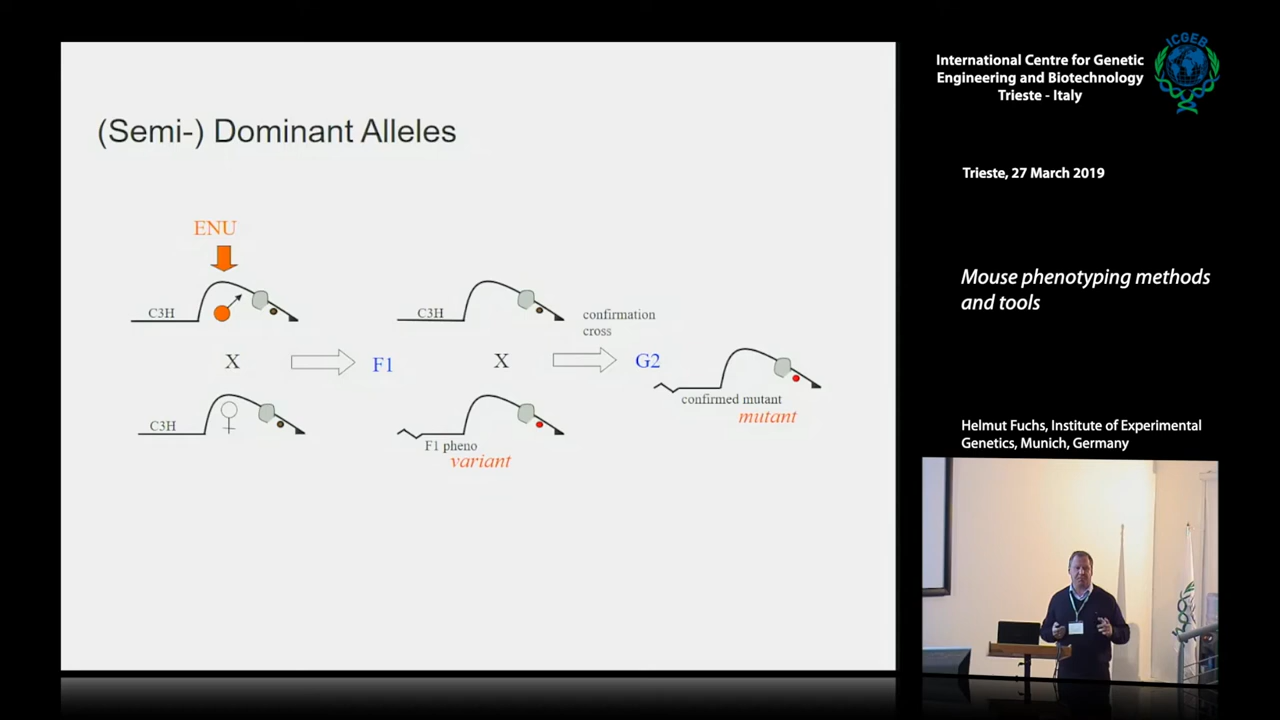 (Semi-) Dominant Alleles
ENU
C3H
C3H
confirmation
cross
X
F1
X
G2
C3H
confirmed mutant
mutant
F1 pheno
variant
ICGEB
International Centre for Genetic
Engineering and Biotechnology
Trieste - Italy
Trieste, 27 March 2019
Mouse phenotyping methods
and tools
Helmut Fuchs, Institute of Experimental
Genetics, Munich, Germany